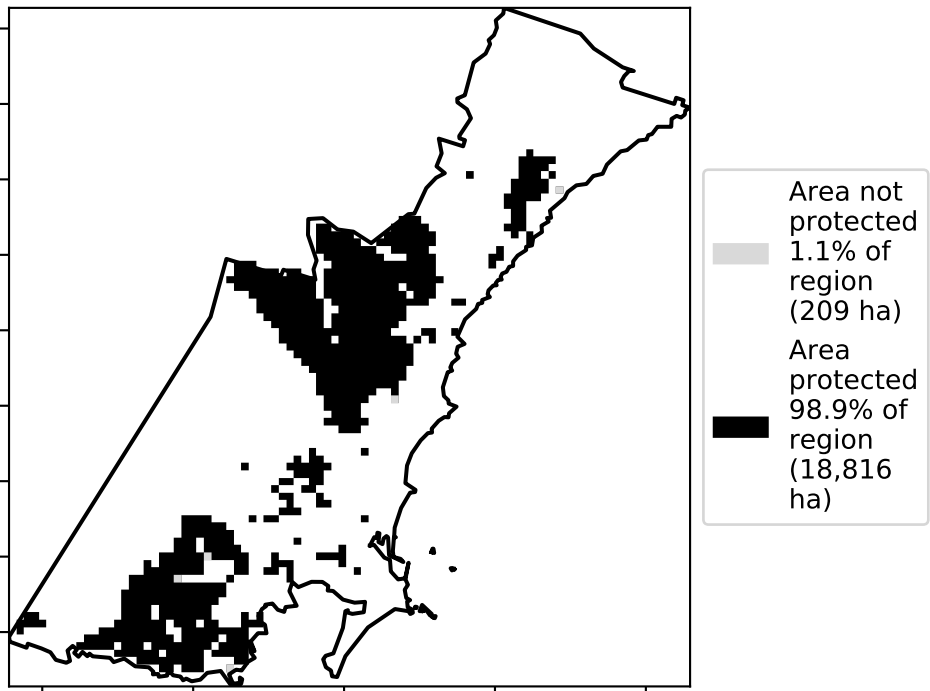 Area not
protected
1.1% of
region
(209 ha)
Area
protected
98.9% of
region
(18,816
ha)